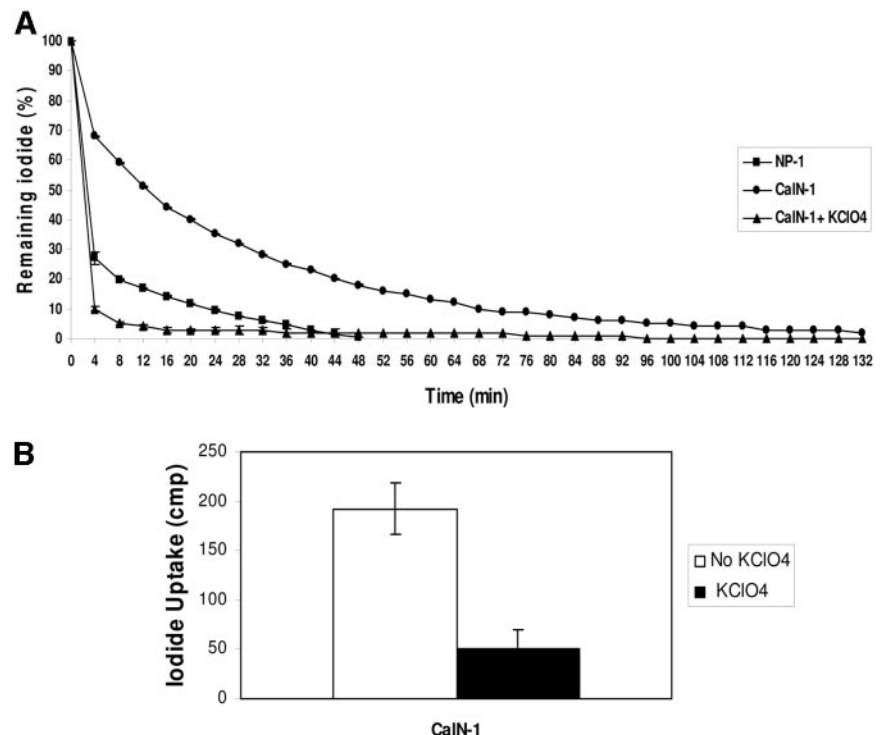 A
Remaining iodide (%)
100
90
80
70
60
50
40
30
20
10
0
0 4 8 12 16 20 24 28 32 36 40 44 48 52 56 60 64 68 72 76 80 84 88 92 96 100 104 108 112 116 120 124 128 132
Time (min)
NP-1
CalN-1
CalN-1+ KClO4
B
Iodide Uptake (cmp)
250
200
150
100
50
0
CalN-1
No KClO4
KClO4